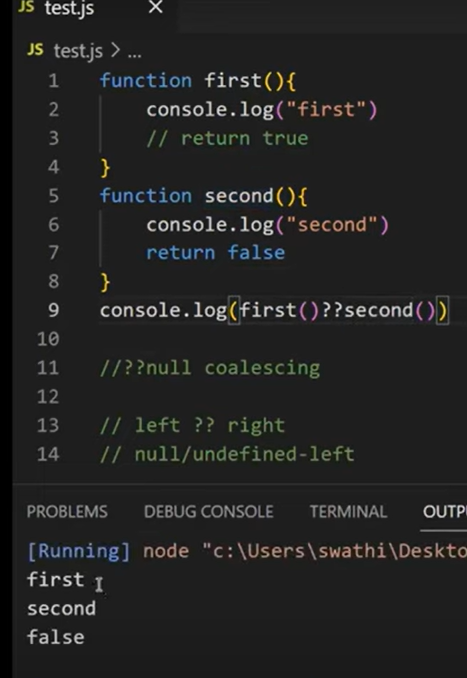 JS test.js ×
JS test.js > ...
1 function first(){
2 console.log("first")
3 // return true
4 }
5 function second(){
6 console.log("second")
7 return false
8 }
9 console.log(first()??second())
10
11 //??null coalescing
12
13 // left ?? right
14 // null/undefined-left
PROBLEMS DEBUG CONSOLE TERMINAL OUTP
[Running] node "c:\Users\swathi\Deskto
first
second
false